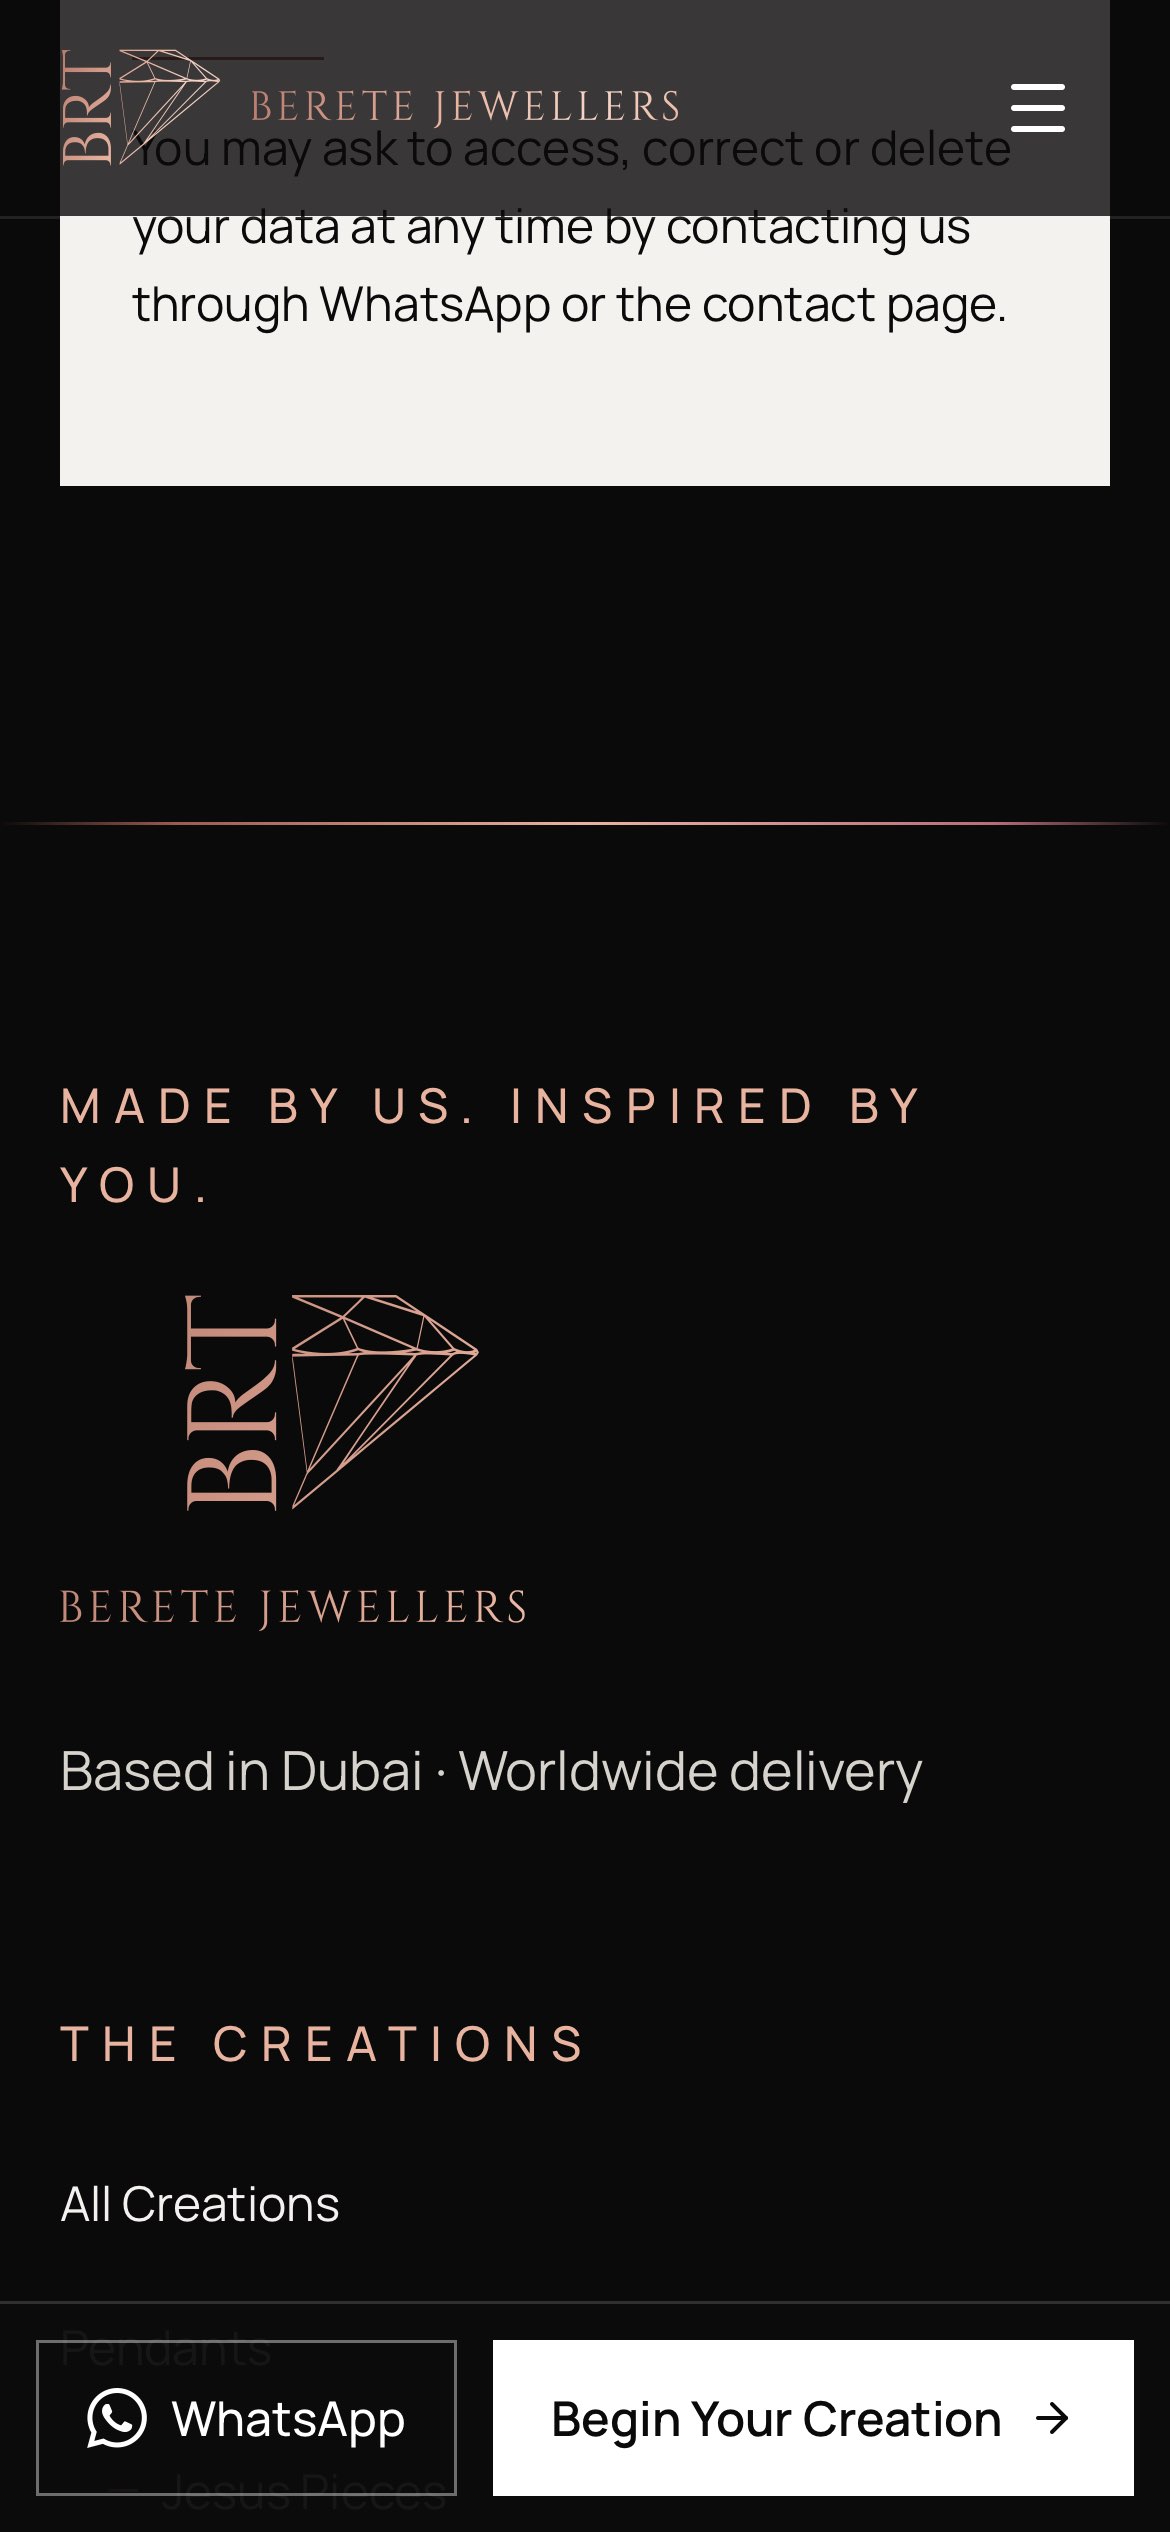 BRT
BERETE JEWELLERS
You may ask to access, correct or delete
your data at any time by contacting us
through WhatsApp or the contact page.
MADE BY US. INSPIRED BY
YOU.
BRT
BERETE JEWELLERS
Based in Dubai · Worldwide delivery
THE CREATIONS
All Creations
Pendants
WhatsApp
Begin Your Creation →
— Jesus Pieces